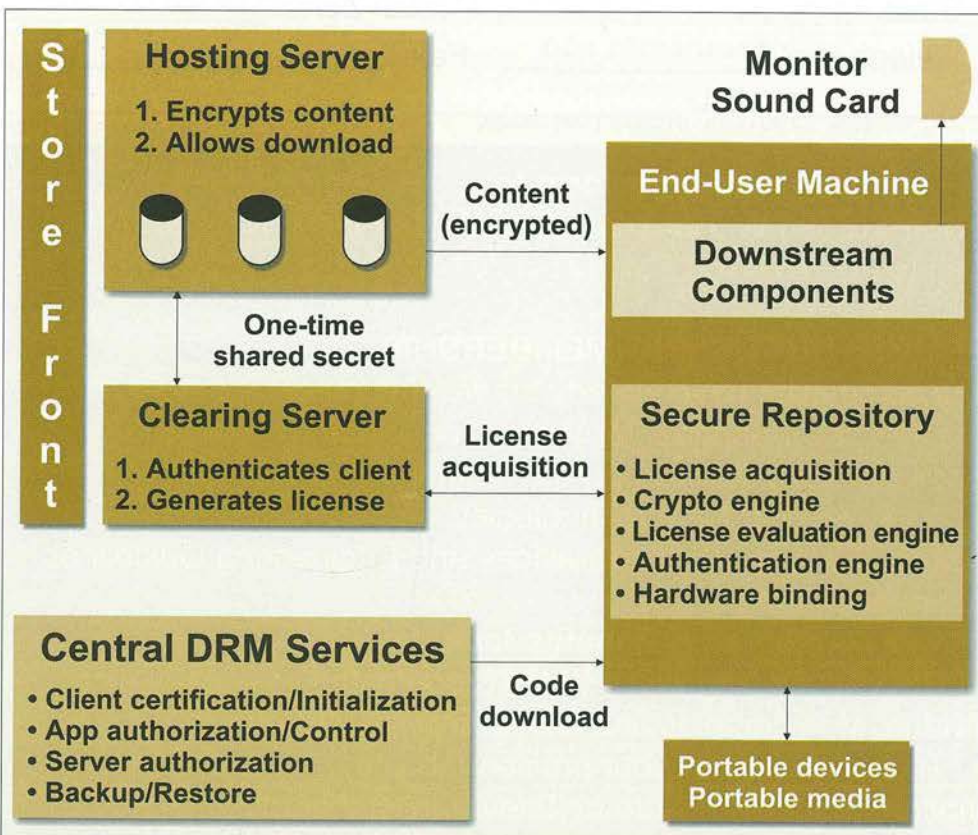 Store Front
Hosting Server
1. Encrypts content
2. Allows download
Content
(encrypted)
Monitor
Sound Card
End-User Machine
Downstream
Components
One-time
shared secret
Clearing Server
1. Authenticates client
2. Generates license
License
acquisition
Secure Repository
• License acquisition
• Crypto engine
• License evaluation engine
• Authentication engine
• Hardware binding
Central DRM Services
• Client certification/Initialization
• App authorization/Control
• Server authorization
• Backup/Restore
Code
download
Portable devices
Portable media